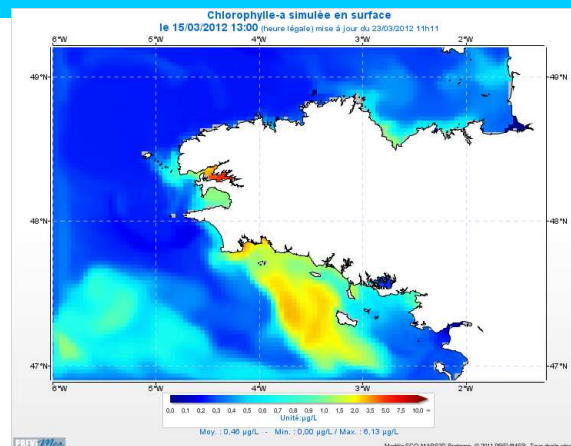 Chlorophylle-a simulée en surface
le 15/03/2012 13:00 (heure légale) mise à jour du 23/03/2012 11h11
6°W 5°W 4°W 3°W 2°W
49°N 49°N
48°N 48°N
47°N 47°N
6°W 5°W 4°W 3°W 2°W
0,0 0,1 0,2 0,3 0,4 0,5 0,7 0,8 0,9 1,0 1,5 2,0 3,5 5,0 7,5 10,0
Unité:µg/L
Moy. : 0,46 µg/L - Min. : 0,00 µg/L / Max. : 6,13 µg/L
PREVIMer